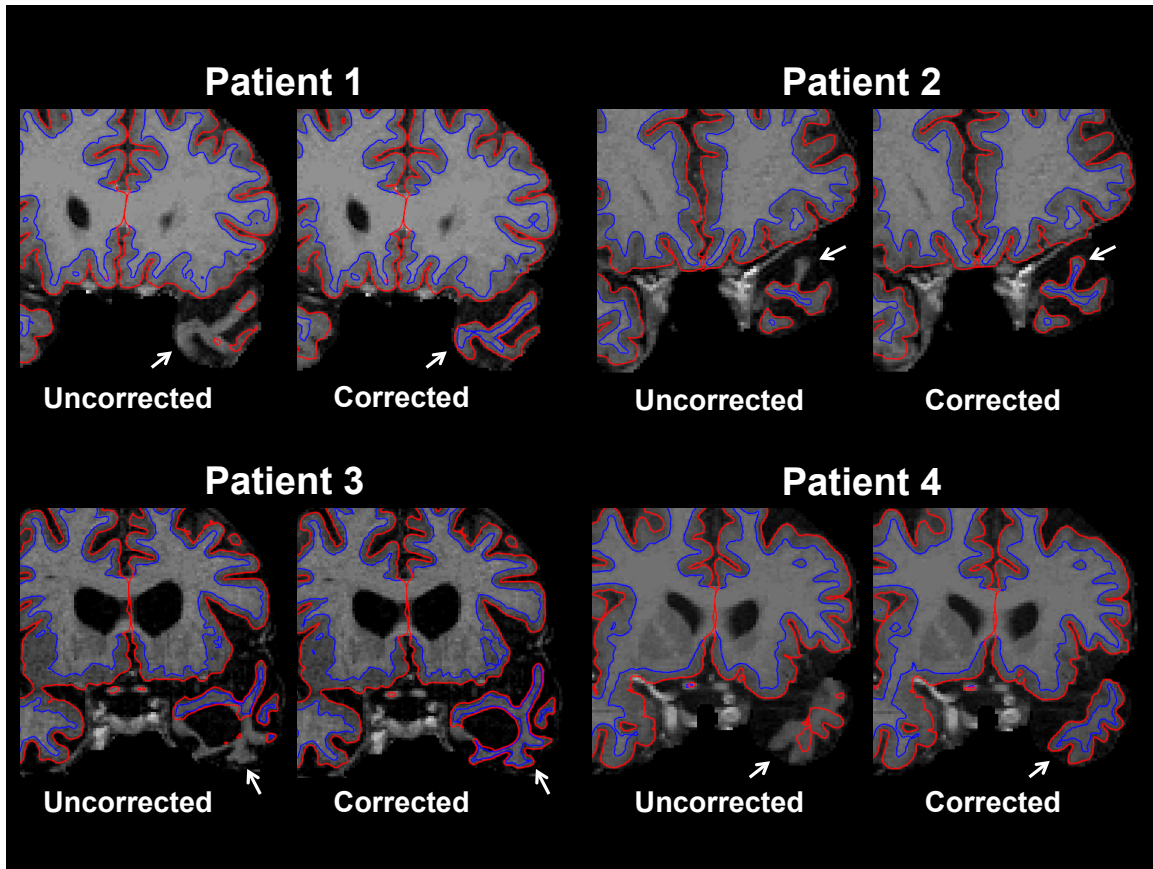 Patient 1
Patient 2
Uncorrected
Corrected
Uncorrected
Corrected
Patient 3
Patient 4
Uncorrected
Corrected
Uncorrected
Corrected